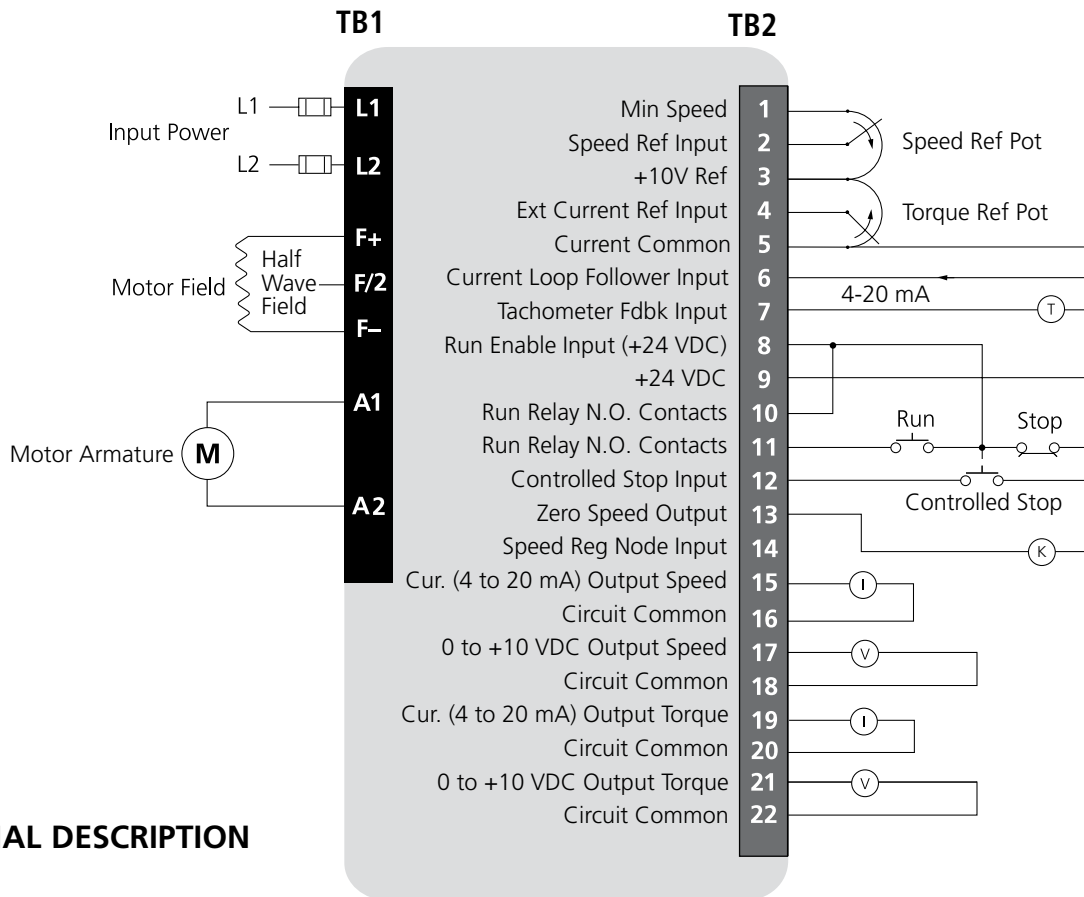 TB1
TB2
L1
L1
Input Power
L2
L2
F+
Motor Field
Half
Wave
Field
F/2
F–
A1
Motor Armature
M
A2
Min Speed 1
Speed Ref Input 2
+10V Ref 3
Ext Current Ref Input 4
Current Common 5
Current Loop Follower Input 6
Tachometer Fdbk Input 7
Run Enable Input (+24 VDC) 8
+24 VDC 9
Run Relay N.O. Contacts 10
Run Relay N.O. Contacts 11
Controlled Stop Input 12
Zero Speed Output 13
Speed Reg Node Input 14
Cur. (4 to 20 mA) Output Speed 15
Circuit Common 16
0 to +10 VDC Output Speed 17
Circuit Common 18
Cur. (4 to 20 mA) Output Torque 19
Circuit Common 20
0 to +10 VDC Output Torque 21
Circuit Common 22
Speed Ref Pot
Torque Ref Pot
4-20 mA
T
Run
Stop
Controlled Stop
K
I
V
I
V
NAL DESCRIPTION